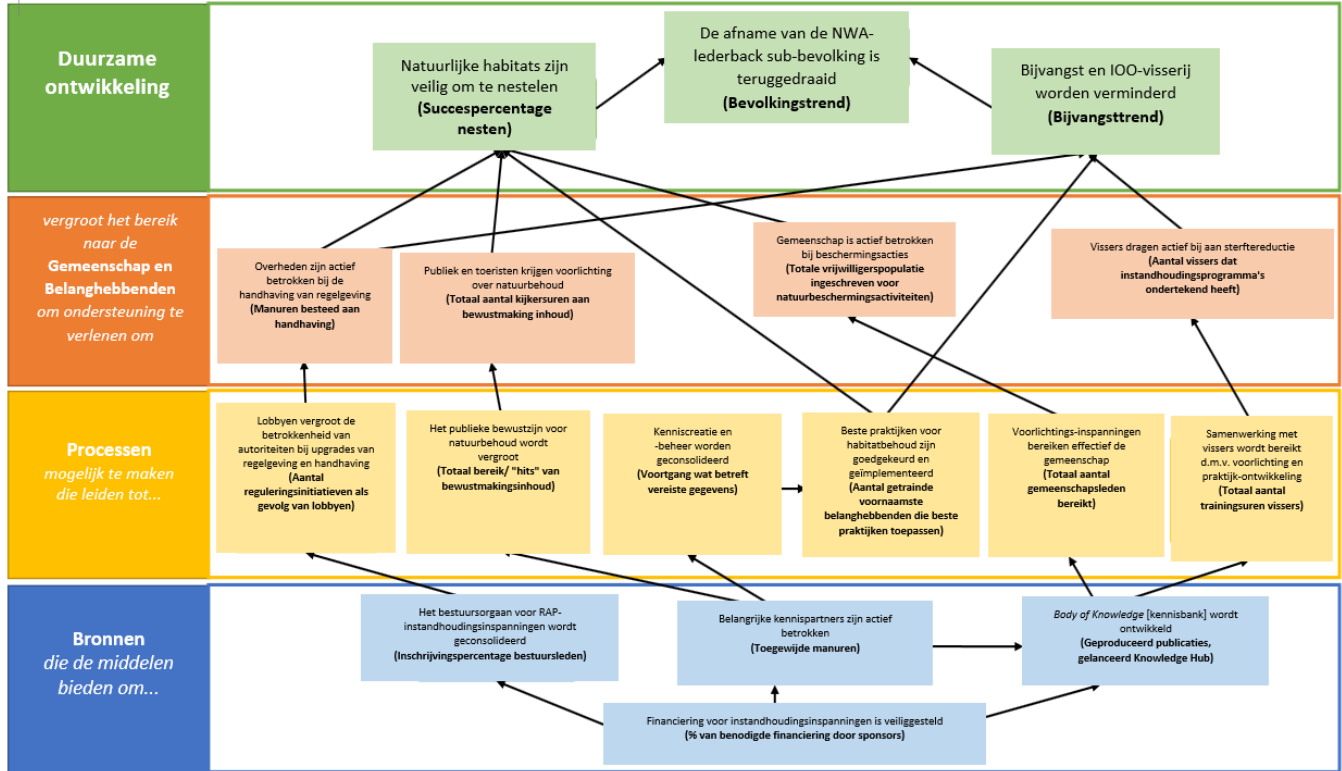 Duurzame
ontwikkeling
Natuurlijke habitats zijn
veilig om te nestelen
(Succespercentage
nesten)
De afname van de NWA-
lederback sub-bevolking is
teruggedraaid
(Bevolkingstrend)
Bijvangst en IOO-visserij
worden verminderd
(Bijvangsttrend)
vergroot het bereik
naar de
Gemeenschap en
Belanghebbenden
om ondersteuning te
verlenen om
Overheden zijn actief
betrokken bij de
handhaving van regelgeving
(Manuren besteed aan
handhaving)
Publiek en toeristen krijgen voorlichting
over natuurbehoud
(Totaal aantal kijkersuren aan
bewustmaking inhoud)
Gemeenschap is actief betrokken
bij beschermingsacties
(Totale vrijwilligerspopulatie
ingeschreven voor
natuurbeschermingsactiviteiten)
Vissers dragen actief bij aan sterftereductie
(Aantal vissers dat
instandhoudingsprogramma's
ondertekend heeft)
Processen
mogelijk te maken
die leiden tot...
Lobbyen vergroot de
betrokkenheid van
autoriteiten bij upgrades van
regelgeving en handhaving
(Aantal
reguleringsinitiatieven als
gevolg van lobbyen)
Het publieke bewustzijn voor
natuurbehoud wordt
vergroot
(Totaal bereik/ "hits" van
bewustmakingsinhoud)
Kenniscreatie en
-beheer worden
geconsolideerd
(Voortgang wat betreft
vereiste gegevens)
Beste praktijken voor
habitatbehoud zijn
goedgekeurd en
geïmplementeerd
(Aantal getrainde
voornaamste
belanghebbenden die beste
praktijken toepassen)
Voorlichtings-inspanningen
bereiken effectief de
gemeenschap
(Totaal aantal
gemeenschapsleden
bereikt)
Samenwerking met
vissers wordt bereikt
d.m.v. voorlichting en
praktijk-ontwikkeling
(Totaal aantal
trainingsuren vissers)
Bronnen
die de middelen
bieden om...
Het bestuursorgaan voor RAP-
instandhoudingsinspanningen wordt
geconsolideerd
(Inschrijvingspercentage bestuursleden)
Belangrijke kennispartners zijn actief
betrokken
(Toegewijde manuren)
Body of Knowledge [kennisbank] wordt
ontwikkeld
(Geproduceerd publicaties,
gelanceerd Knowledge Hub)
Financiering voor instandhoudingsinspanningen is veiliggesteld
(% van benodigde financiering door sponsors)